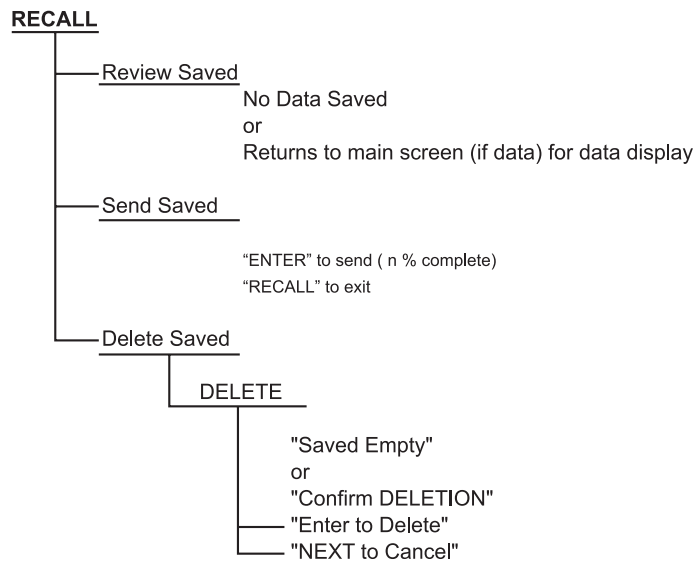 RECALL
Review Saved
No Data Saved
or
Returns to main screen (if data) for data display
Send Saved
“ENTER” to send ( n % complete)
“RECALL” to exit
Delete Saved
DELETE
"Saved Empty"
or
"Confirm DELETION"
"Enter to Delete"
"NEXT to Cancel"